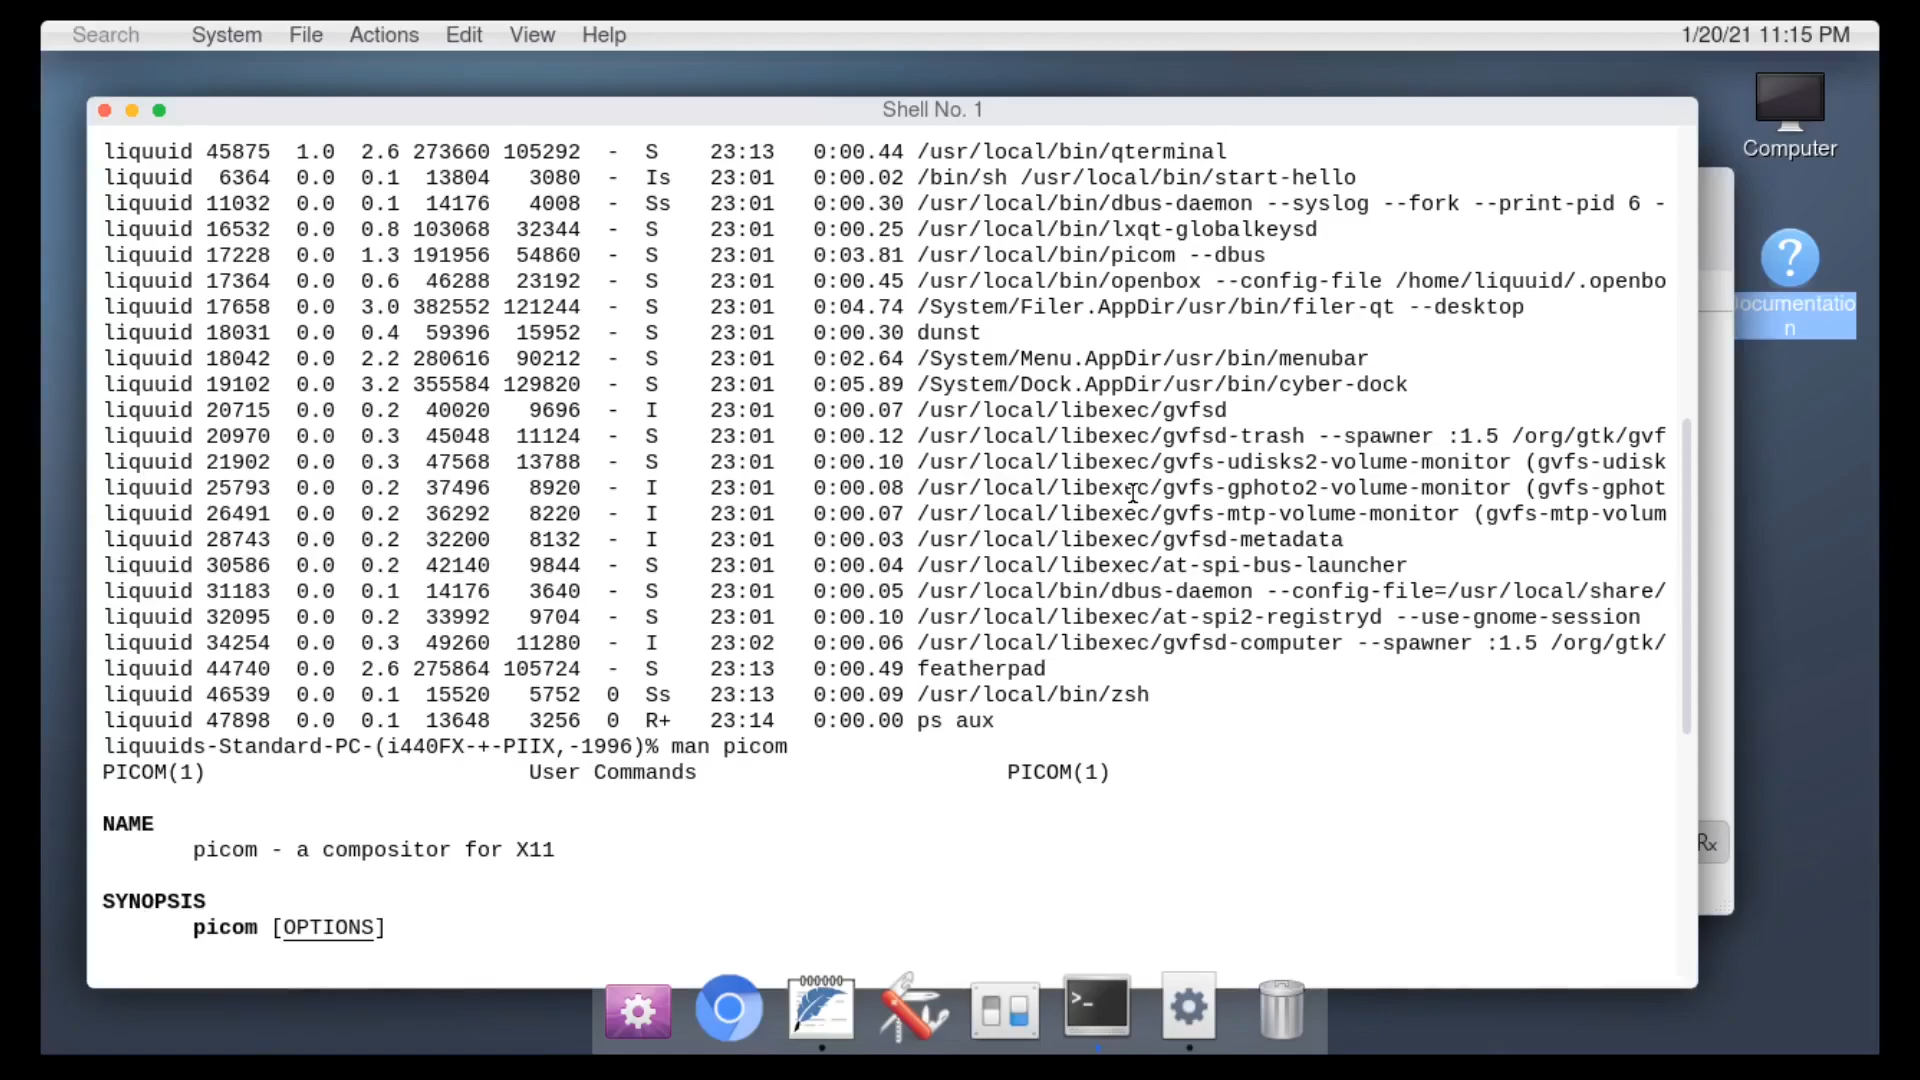 Search System File Actions Edit View Help 1/20/21 11:15 PM
Shell No. 1
liquuid 45875 1.0 2.6 273660 105292 - S 23:13 0:00.44 /usr/local/bin/qterminal
liquuid 6364 0.0 0.1 13804 3080 - Is 23:01 0:00.02 /bin/sh /usr/local/bin/start-hello
liquuid 11032 0.0 0.1 14176 4008 - Ss 23:01 0:00.30 /usr/local/bin/dbus-daemon --syslog --fork --print-pid 6 -
liquuid 16532 0.0 0.8 103068 32344 - S 23:01 0:00.25 /usr/local/bin/lxqt-globalkeysd
liquuid 17228 0.0 1.3 191956 54860 - S 23:01 0:03.81 /usr/local/bin/picom --dbus
liquuid 17364 0.0 0.6 46288 23192 - S 23:01 0:00.45 /usr/local/bin/openbox --config-file /home/liquuid/.openbo
liquuid 17658 0.0 3.0 382552 121244 - S 23:01 0:04.74 /System/Filer.AppDir/usr/bin/filer-qt --desktop
liquuid 18031 0.0 0.4 59396 15952 - S 23:01 0:00.30 dunst
liquuid 18042 0.0 2.2 280616 90212 - S 23:01 0:02.64 /System/Menu.AppDir/usr/bin/menubar
liquuid 19102 0.0 3.2 355584 129820 - S 23:01 0:05.89 /System/Dock.AppDir/usr/bin/cyber-dock
liquuid 20715 0.0 0.2 40020 9696 - I 23:01 0:00.07 /usr/local/libexec/gvfsd
liquuid 20970 0.0 0.3 45048 11124 - S 23:01 0:00.12 /usr/local/libexec/gvfsd-trash --spawner :1.5 /org/gtk/gvf
liquuid 21902 0.0 0.3 47568 13788 - S 23:01 0:00.10 /usr/local/libexec/gvfs-udisks2-volume-monitor (gvfs-udisk
liquuid 25793 0.0 0.2 37496 8920 - I 23:01 0:00.08 /usr/local/libexec/gvfs-gphoto2-volume-monitor (gvfs-gphot
liquuid 26491 0.0 0.2 36292 8220 - I 23:01 0:00.07 /usr/local/libexec/gvfs-mtp-volume-monitor (gvfs-mtp-volum
liquuid 28743 0.0 0.2 32200 8132 - I 23:01 0:00.03 /usr/local/libexec/gvfsd-metadata
liquuid 30586 0.0 0.2 42140 9844 - S 23:01 0:00.04 /usr/local/libexec/at-spi-bus-launcher
liquuid 31183 0.0 0.1 14176 3640 - S 23:01 0:00.05 /usr/local/bin/dbus-daemon --config-file=/usr/local/share/
liquuid 32095 0.0 0.2 33992 9704 - S 23:01 0:00.10 /usr/local/libexec/at-spi2-registryd --use-gnome-session
liquuid 34254 0.0 0.3 49260 11280 - I 23:02 0:00.06 /usr/local/libexec/gvfsd-computer --spawner :1.5 /org/gtk/
liquuid 44740 0.0 2.6 275864 105724 - S 23:13 0:00.49 featherpad
liquuid 46539 0.0 0.1 15520 5752 0 Ss 23:13 0:00.09 /usr/local/bin/zsh
liquuid 47898 0.0 0.1 13648 3256 0 R+ 23:14 0:00.00 ps aux
liquuids-Standard-PC-(i440FX-+-PIIX,-1996)% man picom
PICOM(1) User Commands PICOM(1)
NAME
picom - a compositor for X11
SYNOPSIS
picom [OPTIONS]
Computer
?
ocumentatio
n
Rx
>_